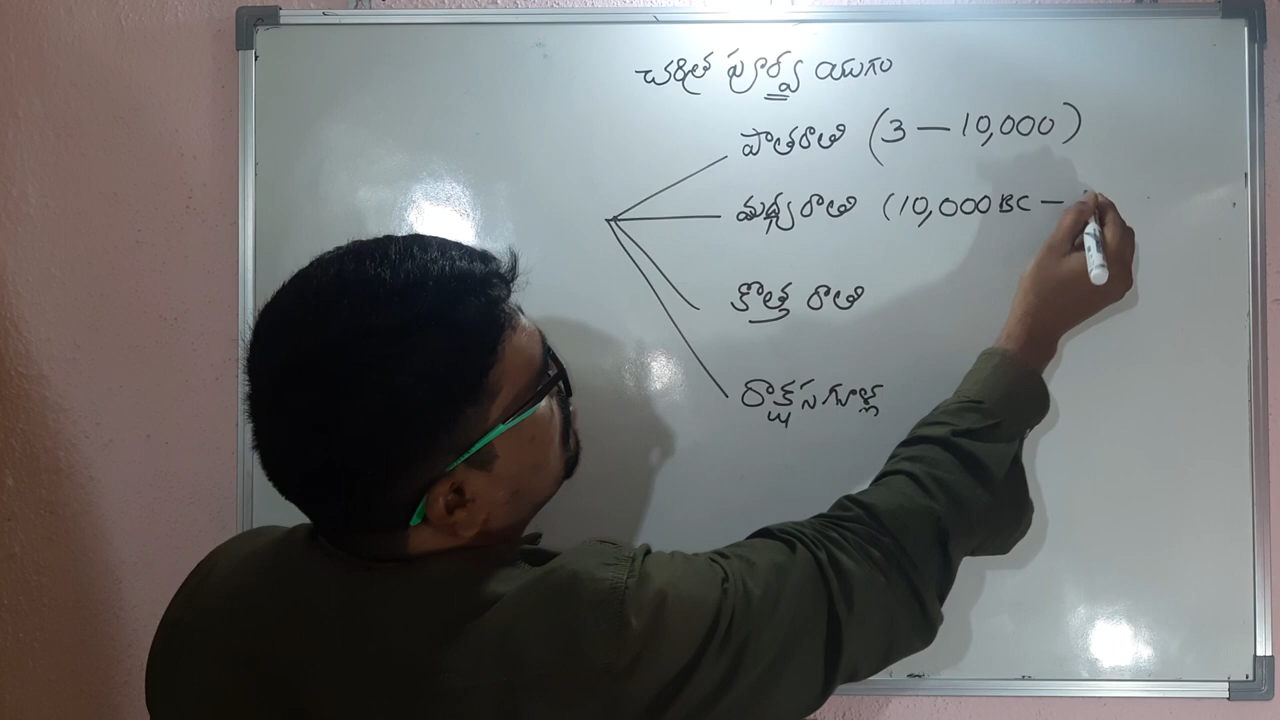 చరిత్ర పూర్వ యుగం
పాతరాతి (3 — 10,000)
మధ్యరాతి (10,000 BC —
కొత్త రాతి
రాక్షసగూళ్ల